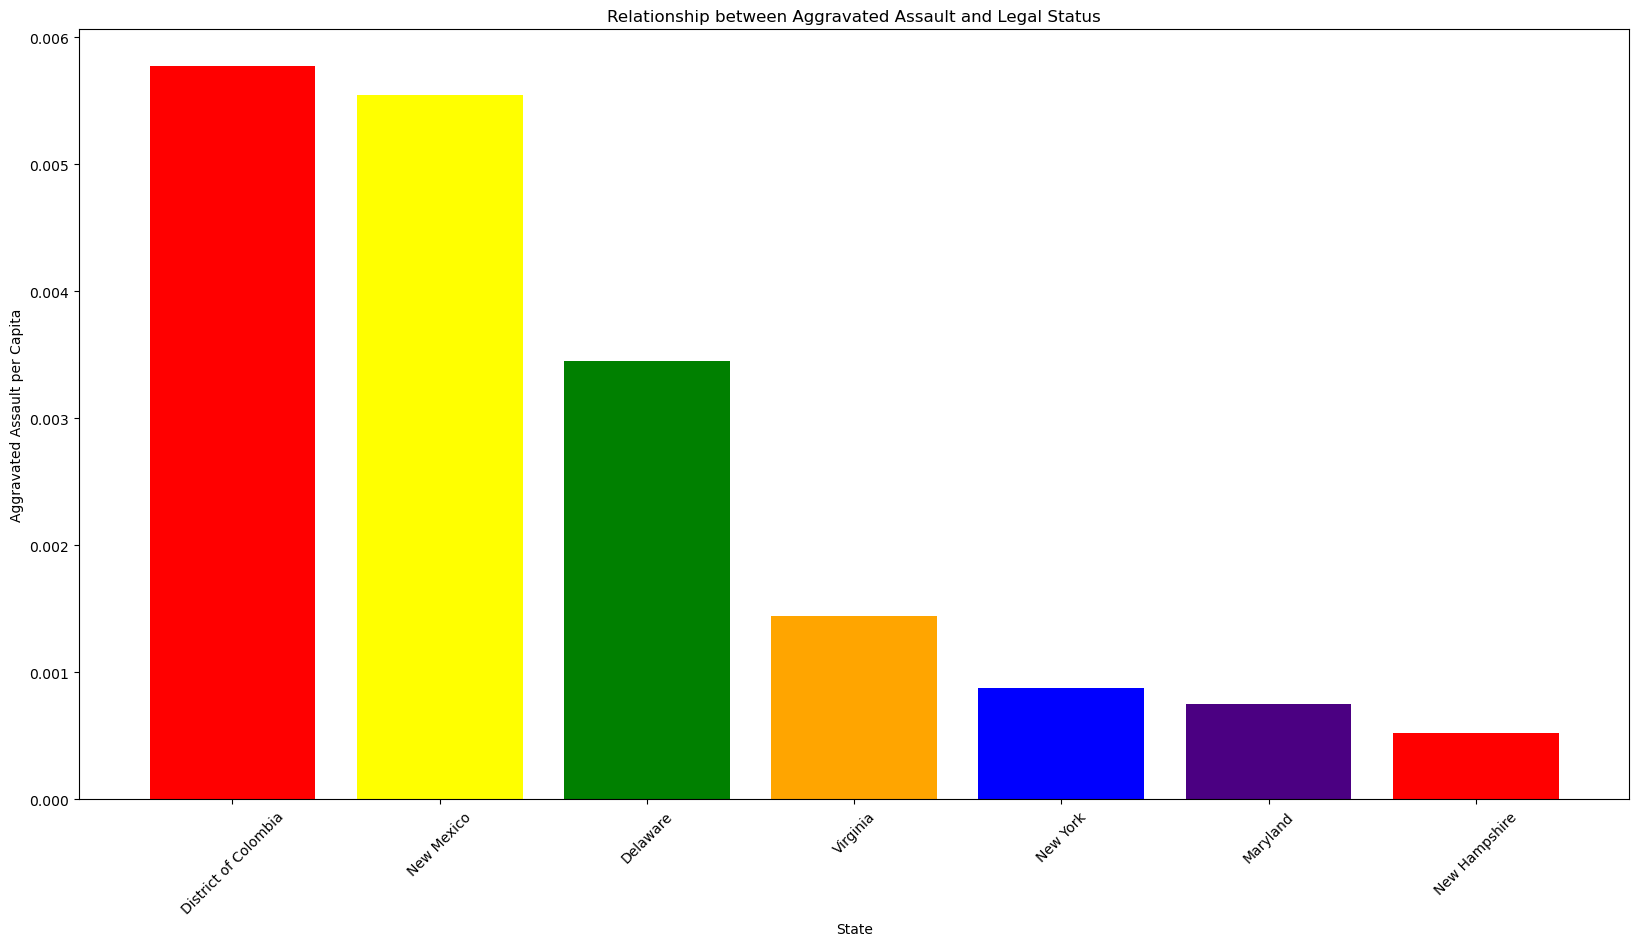 Relationship between Aggravated Assault and Legal Status
0.006
0.005
0.004
0.003
0.002
0.001
0.000
Aggravated Assault per Capita
District of Colombia
New Mexico
Delaware
Virginia
New York
Maryland
New Hampshire
State